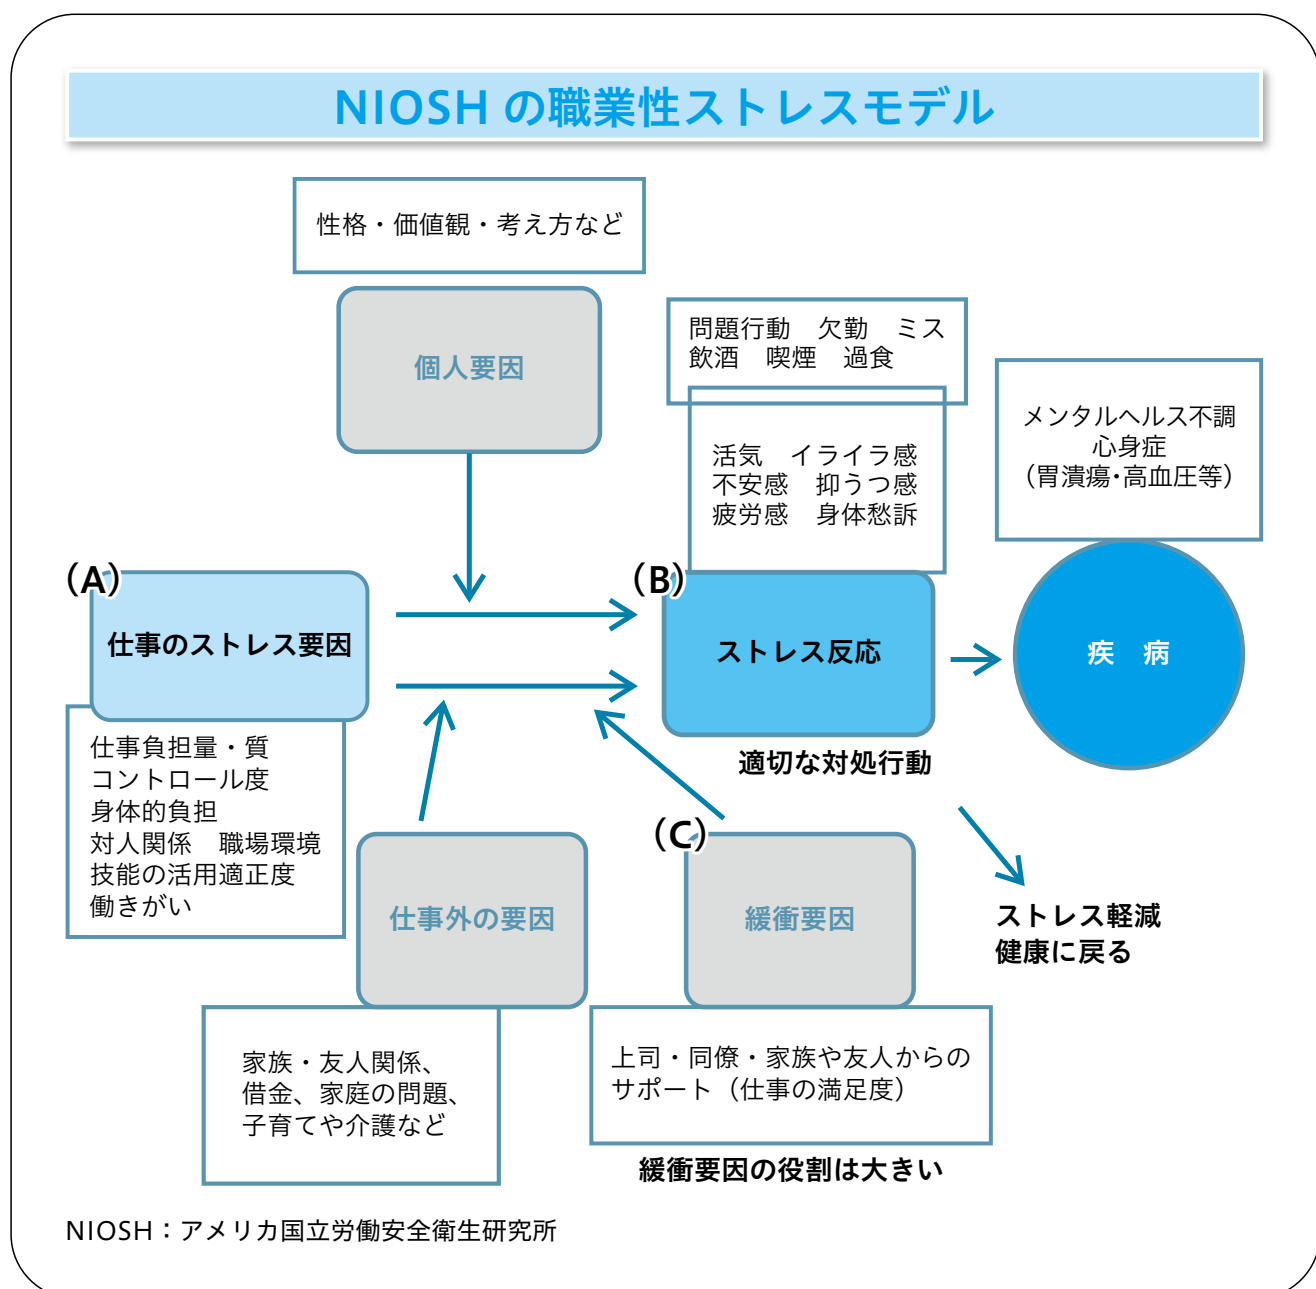 NIOSH の職業性ストレスモデル
性格・価値観・考え方など
個人要因
問題行動　欠勤　ミス
飲酒　喫煙　過食
活気　イライラ感
不安感　抑うつ感
疲労感　身体愁訴
メンタルヘルス不調
心身症
（胃潰瘍・高血圧等）
（A）
仕事のストレス要因
（B）
ストレス反応
疾　病
仕事負担量・質
コントロール度
身体的負担
対人関係　職場環境
技能の活用適正度
働きがい
適切な対処行動
仕事外の要因
（C）
緩衝要因
ストレス軽減
健康に戻る
家族・友人関係、
借金、家庭の問題、
子育てや介護など
上司・同僚・家族や友人からの
サポート（仕事の満足度）
緩衝要因の役割は大きい
NIOSH：アメリカ国立労働安全衛生研究所